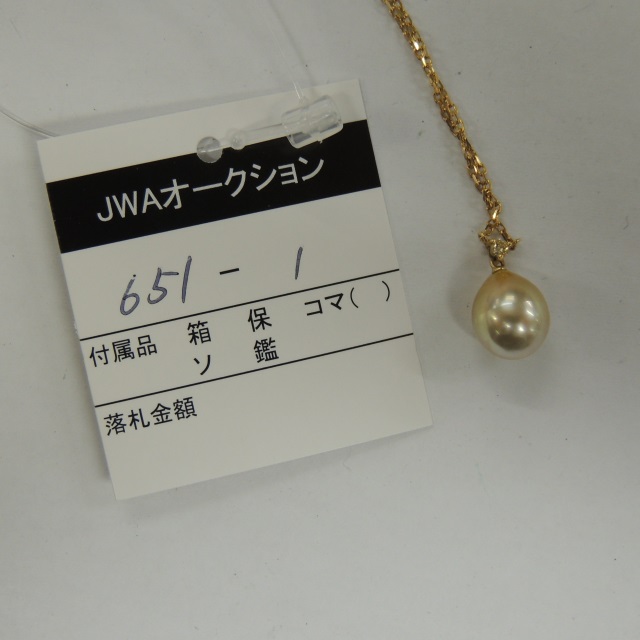 JWAオークション
651 - 1
付属品 箱 保 コマ( )
ソ 鑑
落札金額